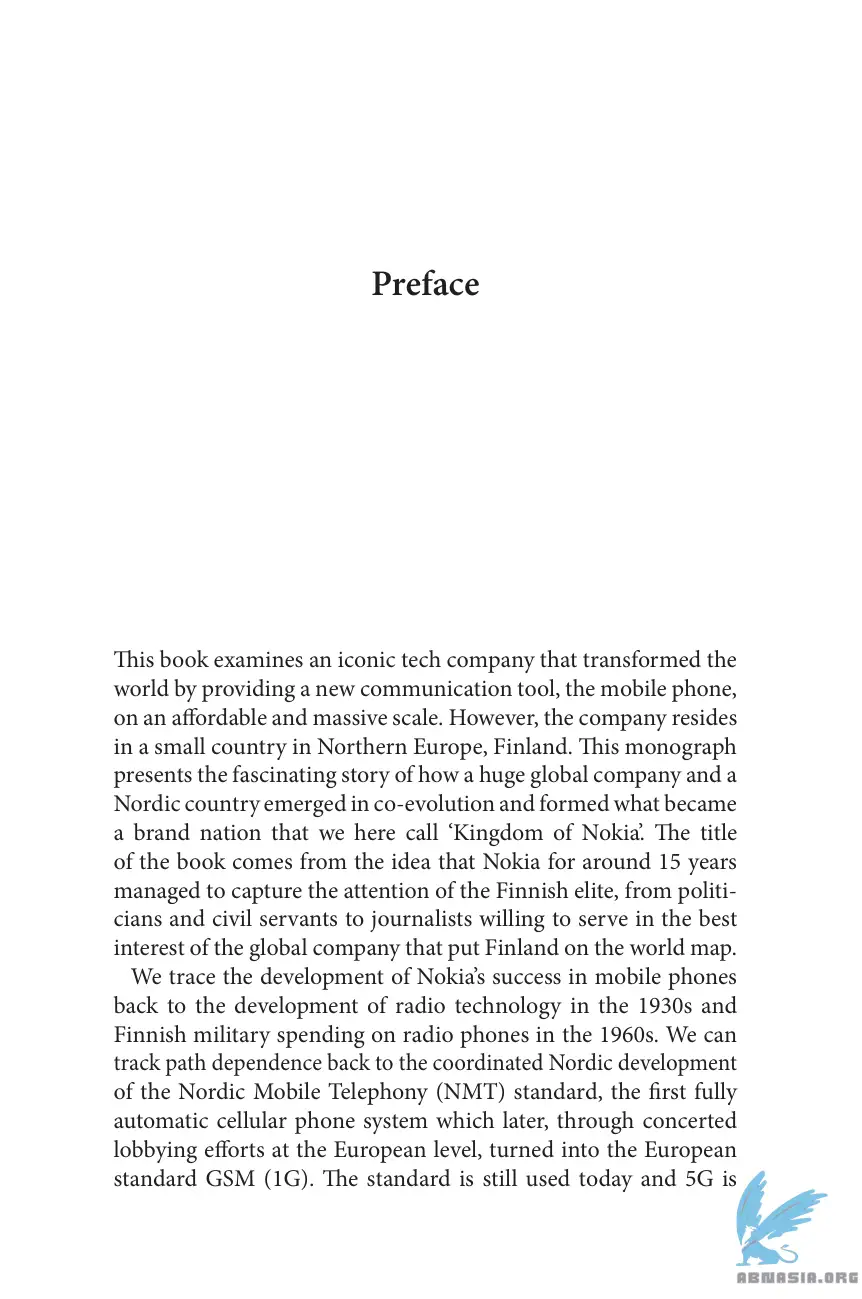 Preface
This book examines an iconic tech company that transformed the
world by providing a new communication tool, the mobile phone,
on an affordable and massive scale. However, the company resides
in a small country in Northern Europe, Finland. This monograph
presents the fascinating story of how a huge global company and a
Nordic country emerged in co-evolution and formed what became
a brand nation that we here call ‘Kingdom of Nokia’. The title
of the book comes from the idea that Nokia for around 15 years
managed to capture the attention of the Finnish elite, from politi-
cians and civil servants to journalists willing to serve in the best
interest of the global company that put Finland on the world map.
We trace the development of Nokia’s success in mobile phones
back to the development of radio technology in the 1930s and
Finnish military spending on radio phones in the 1960s. We can
track path dependence back to the coordinated Nordic development
of the Nordic Mobile Telephony (NMT) standard, the first fully
automatic cellular phone system which later, through concerted
lobbying efforts at the European level, turned into the European
standard GSM (1G). The standard is still used today and 5G is
ABNASIA.ORG